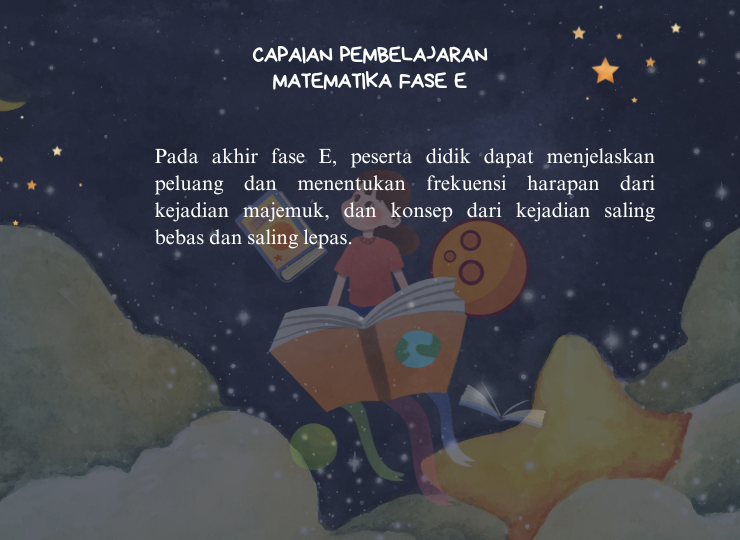 CAPAIAN PEMBELAJARAN
MATEMATIKA FASE E
Pada akhir fase E, peserta didik dapat menjelaskan
peluang dan menentukan frekuensi harapan dari
kejadian majemuk, dan konsep dari kejadian saling
bebas dan saling lepas.